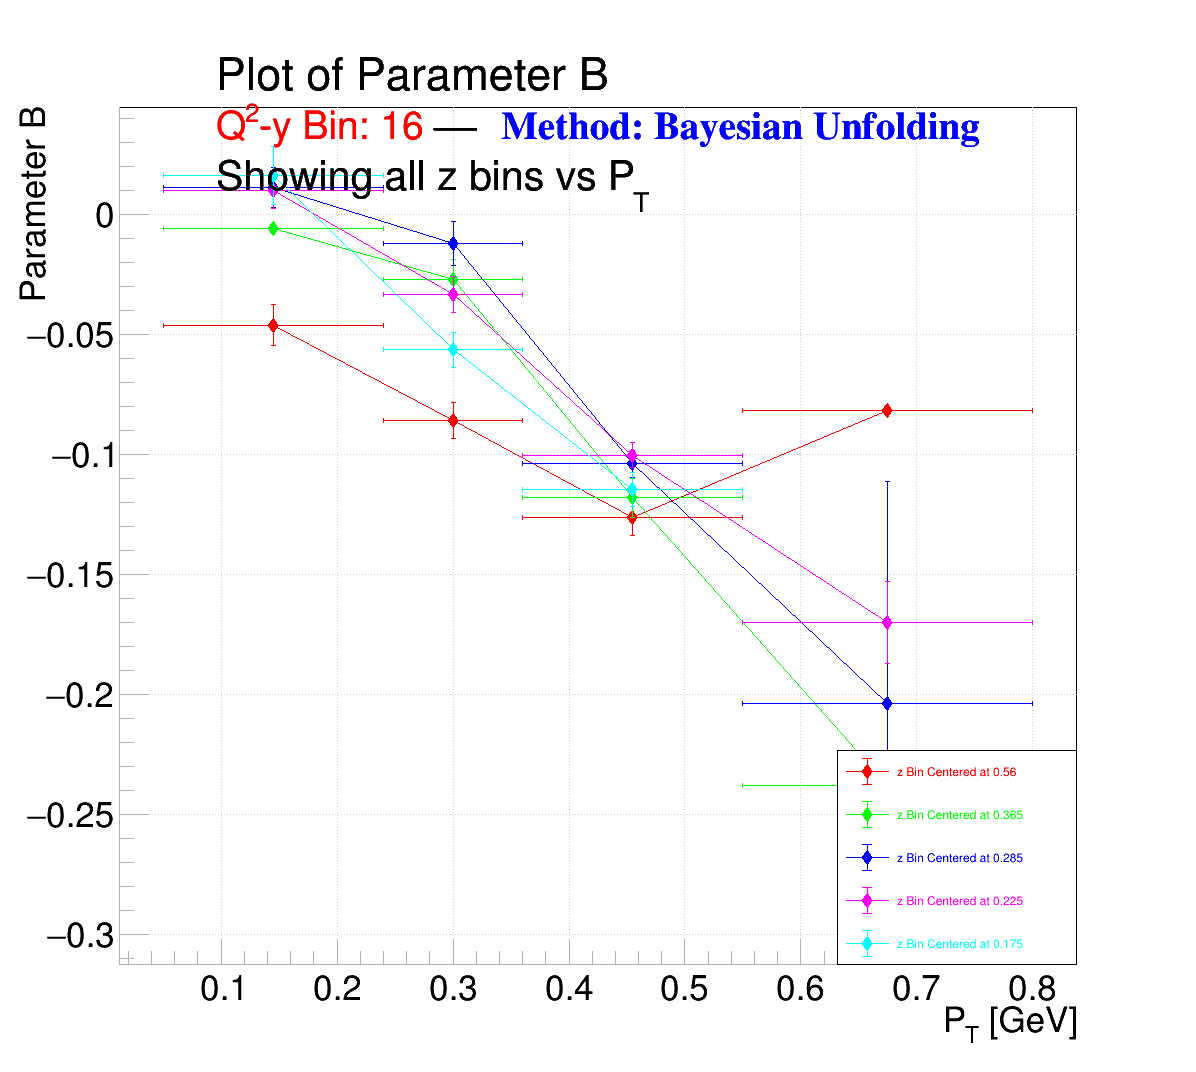 Plot of Parameter B
Q²-y Bin: 16 — Method: Bayesian Unfolding
Showing all z bins vs P_T
Parameter B
0
−0.05
−0.1
−0.15
−0.2
−0.25
−0.3
z Bin Centered at 0.56
z Bin Centered at 0.365
z Bin Centered at 0.285
z Bin Centered at 0.225
z Bin Centered at 0.175
0.1 0.2 0.3 0.4 0.5 0.6 0.7 0.8
P_T [GeV]